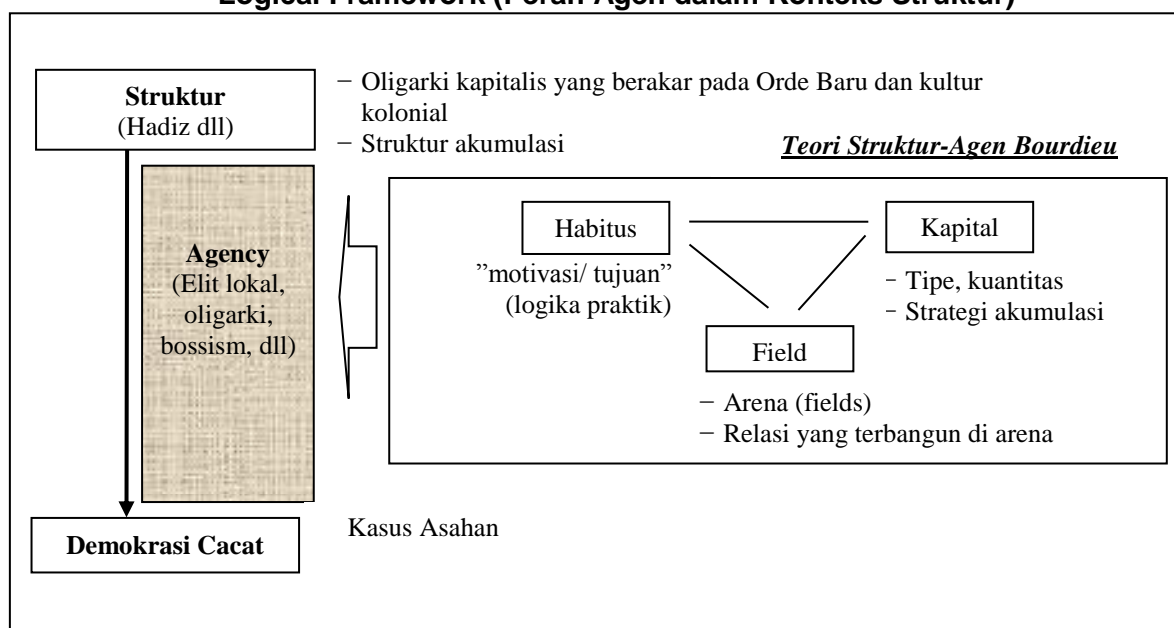 Logical Framework (Peran Agen dalam Konteks Struktur)
Struktur
(Hadiz dll)
− Oligarki kapitalis yang berakar pada Orde Baru dan kultur
kolonial
− Struktur akumulasi
Teori Struktur-Agen Bourdieu
Agency
(Elit lokal,
oligarki,
bossism, dll)
Habitus
”motivasi/ tujuan”
(logika praktik)
Kapital
− Tipe, kuantitas
− Strategi akumulasi
Field
− Arena (fields)
− Relasi yang terbangun di arena
Demokrasi Cacat
Kasus Asahan